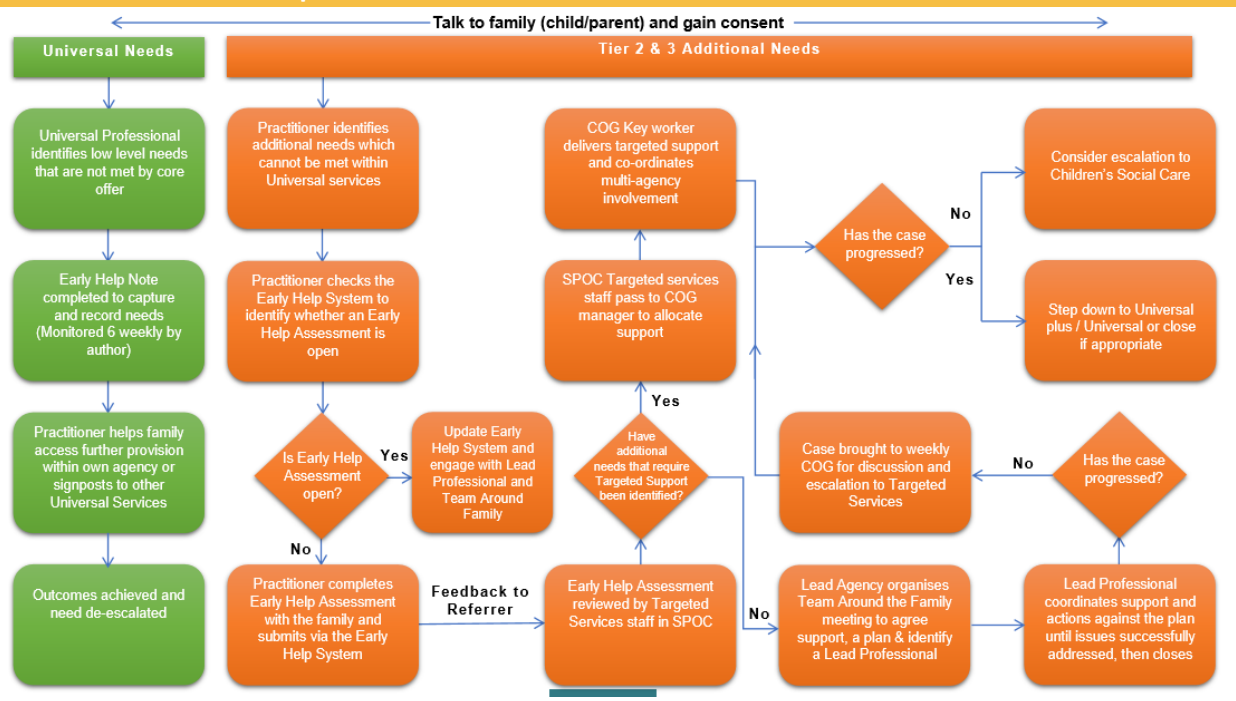 Talk to family (child/parent) and gain consent
Universal Needs
Tier 2 & 3 Additional Needs
Universal Professional
identifies low level needs
that are not met by core
offer
Early Help Note
completed to capture
and record needs
(Monitored 6 weekly by
author)
Practitioner helps family
access further provision
within own agency or
signposts to other
Universal Services
Outcomes achieved and
need de-escalated
Practitioner identifies
additional needs which
cannot be met within
Universal services
Practitioner checks the
Early Help System to
identify whether an Early
Help Assessment is
open
Is Early Help
Assessment
open?
Yes
Update Early
Help System and
engage with Lead
Professional and
Team Around
Family
No
Practitioner completes
Early Help Assessment
with the family and
submits via the Early
Help System
Feedback to
Referrer
Early Help Assessment
reviewed by Targeted
Services staff in SPOC
Have
additional
needs that require
Targeted Support
been identified?
Yes
SPOC Targeted services
staff pass to COG
manager to allocate
support
COG Key worker
delivers targeted support
and co-ordinates
multi-agency
involvement
No
Lead Agency organises
Team Around the Family
meeting to agree
support, a plan & identify
a Lead Professional
Lead Professional
coordinates support and
actions against the plan
until issues successfully
addressed, then closes
Has the case
progressed?
No
Case brought to weekly
COG for discussion and
escalation to Targeted
Services
Has the case
progressed?
No
Consider escalation to
Children's Social Care
Yes
Step down to Universal
plus / Universal or close
if appropriate